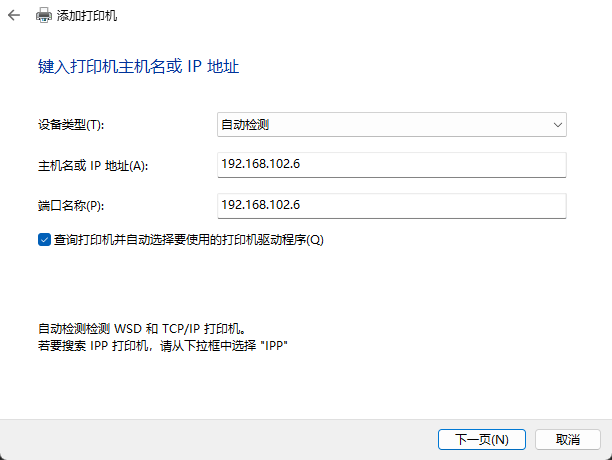 添加打印机
键入打印机主机名或 IP 地址
设备类型(T):
自动检测
主机名或 IP 地址(A):
192.168.102.6
端口名称(P):
192.168.102.6
查询打印机并自动选择要使用的打印机驱动程序(Q)
自动检测检测 WSD 和 TCP/IP 打印机。
若要搜索 IPP 打印机，请从下拉框中选择 "IPP"
下一页(N)
取消